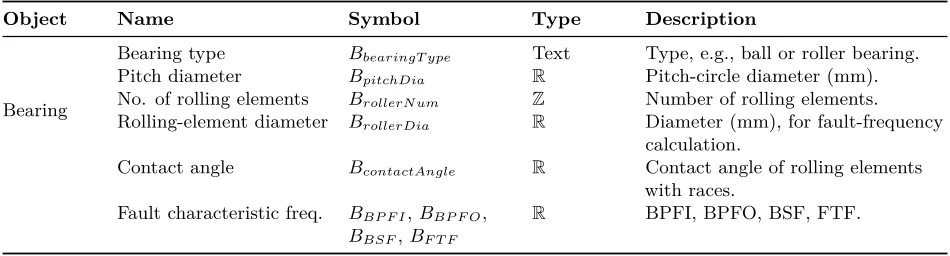 Object Name Symbol Type Description
Bearing type B_bearingType Text Type, e.g., ball or roller bearing.
Pitch diameter B_pitchDia ℝ Pitch-circle diameter (mm).
Bearing No. of rolling elements B_rollerNum ℤ Number of rolling elements.
Rolling-element diameter B_rollerDia ℝ Diameter (mm), for fault-frequency
calculation.
Contact angle B_contactAngle ℝ Contact angle of rolling elements
with races.
Fault characteristic freq. B_BPFI, B_BPFO, ℝ BPFI, BPFO, BSF, FTF.
B_BSF, B_FTF